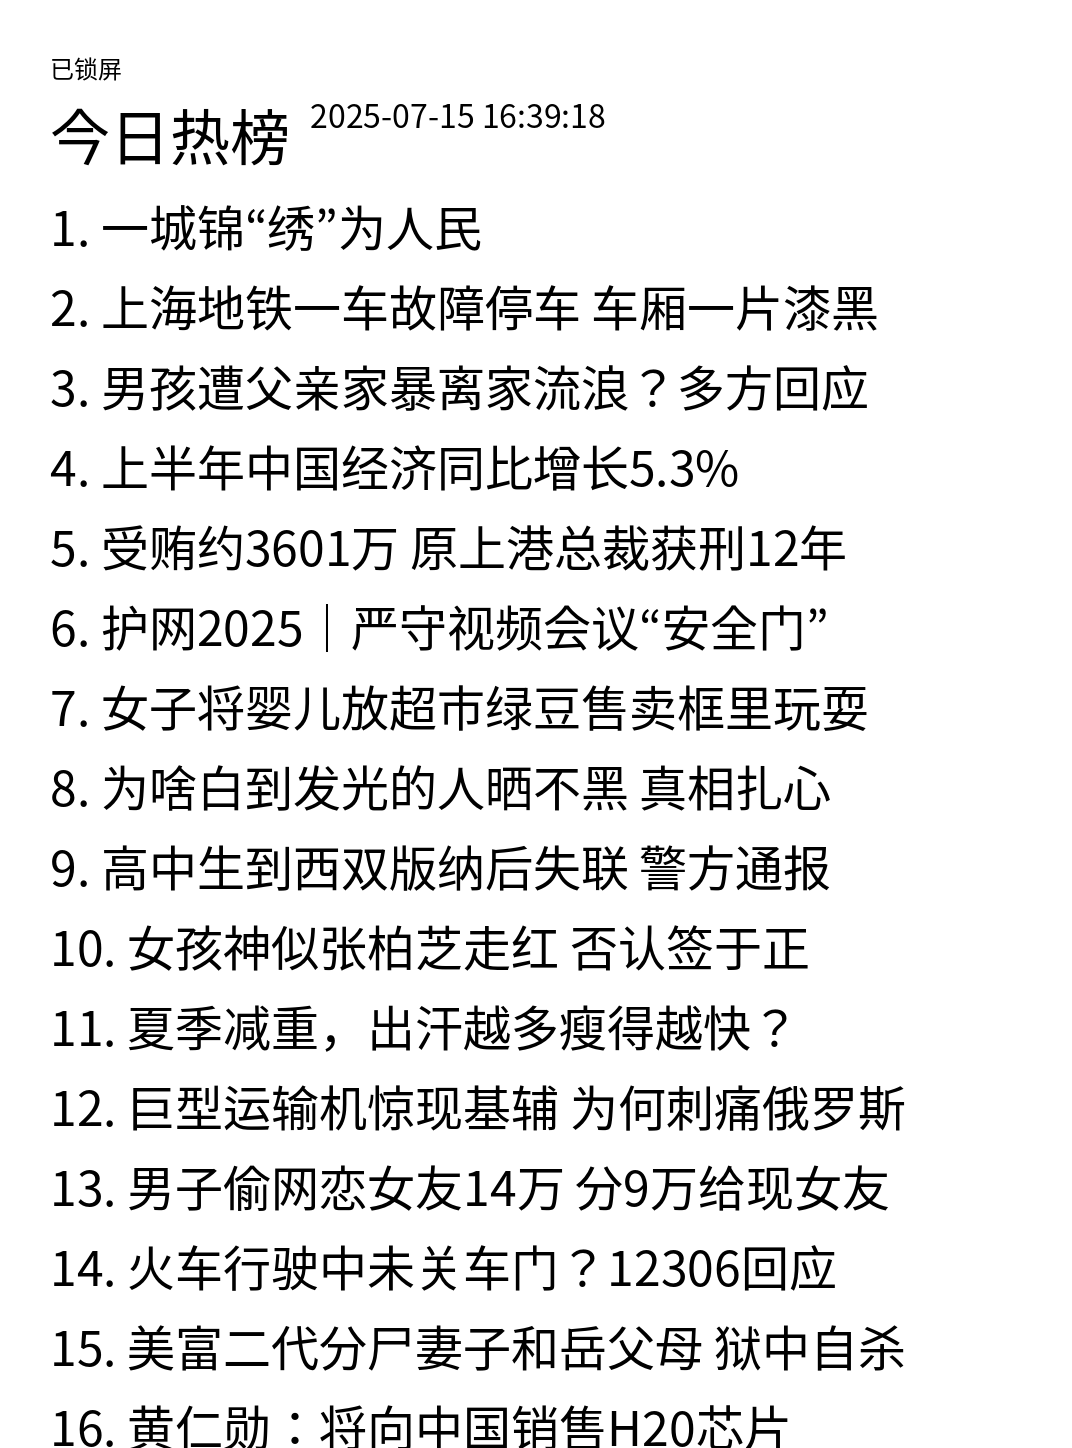 已锁屏
今日热榜 2025-07-15 16:39:18
1. 一城锦“绣”为人民
2. 上海地铁一车故障停车 车厢一片漆黑
3. 男孩遭父亲家暴离家流浪？多方回应
4. 上半年中国经济同比增长5.3%
5. 受贿约3601万 原上港总裁获刑12年
6. 护网2025｜严守视频会议“安全门”
7. 女子将婴儿放超市绿豆售卖框里玩耍
8. 为啥白到发光的人晒不黑 真相扎心
9. 高中生到西双版纳后失联 警方通报
10. 女孩神似张柏芝走红 否认签于正
11. 夏季减重，出汗越多瘦得越快？
12. 巨型运输机惊现基辅 为何刺痛俄罗斯
13. 男子偷网恋女友14万 分9万给现女友
14. 火车行驶中未关车门？12306回应
15. 美富二代分尸妻子和岳父母 狱中自杀
16. 黄仁勋：将向中国销售H20芯片